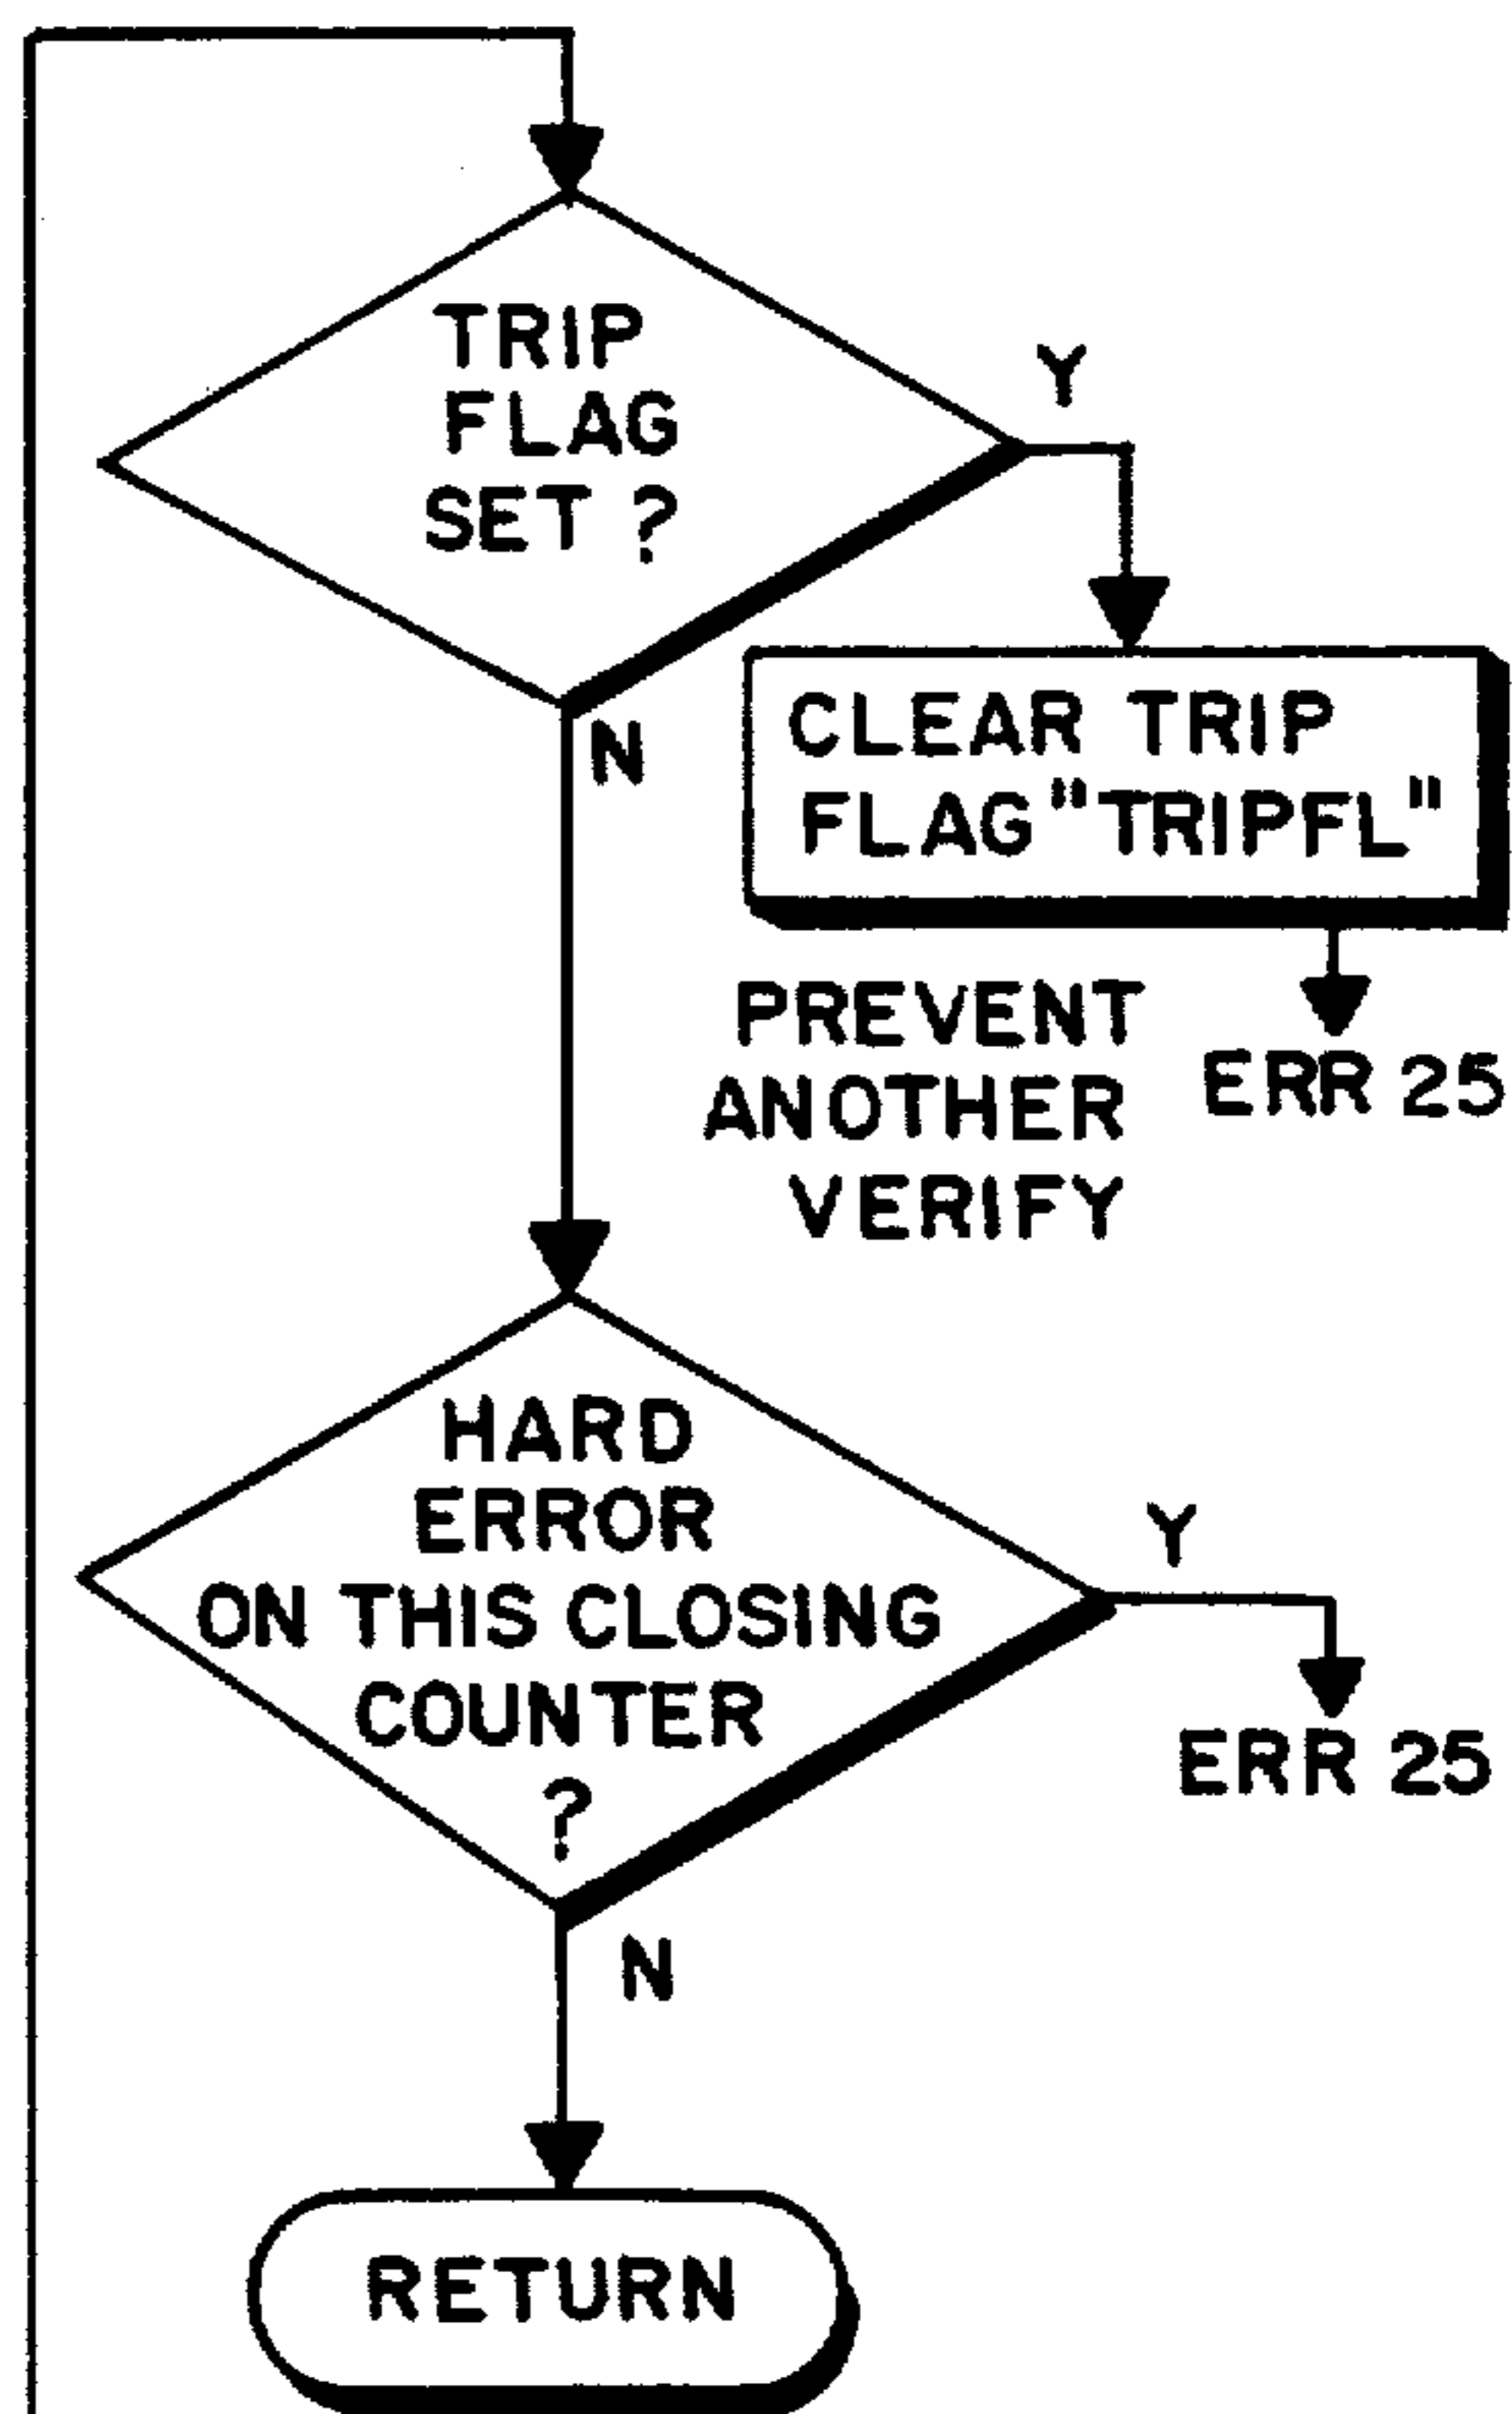 TRIP
FLAG
SET ?
Y
N
CLEAR TRIP
FLAG "TRIPFL"
PREVENT
ANOTHER
VERIFY
ERR 25
HARD
ERROR
ON THIS CLOSING
COUNTER
?
Y
ERR 25
N
RETURN